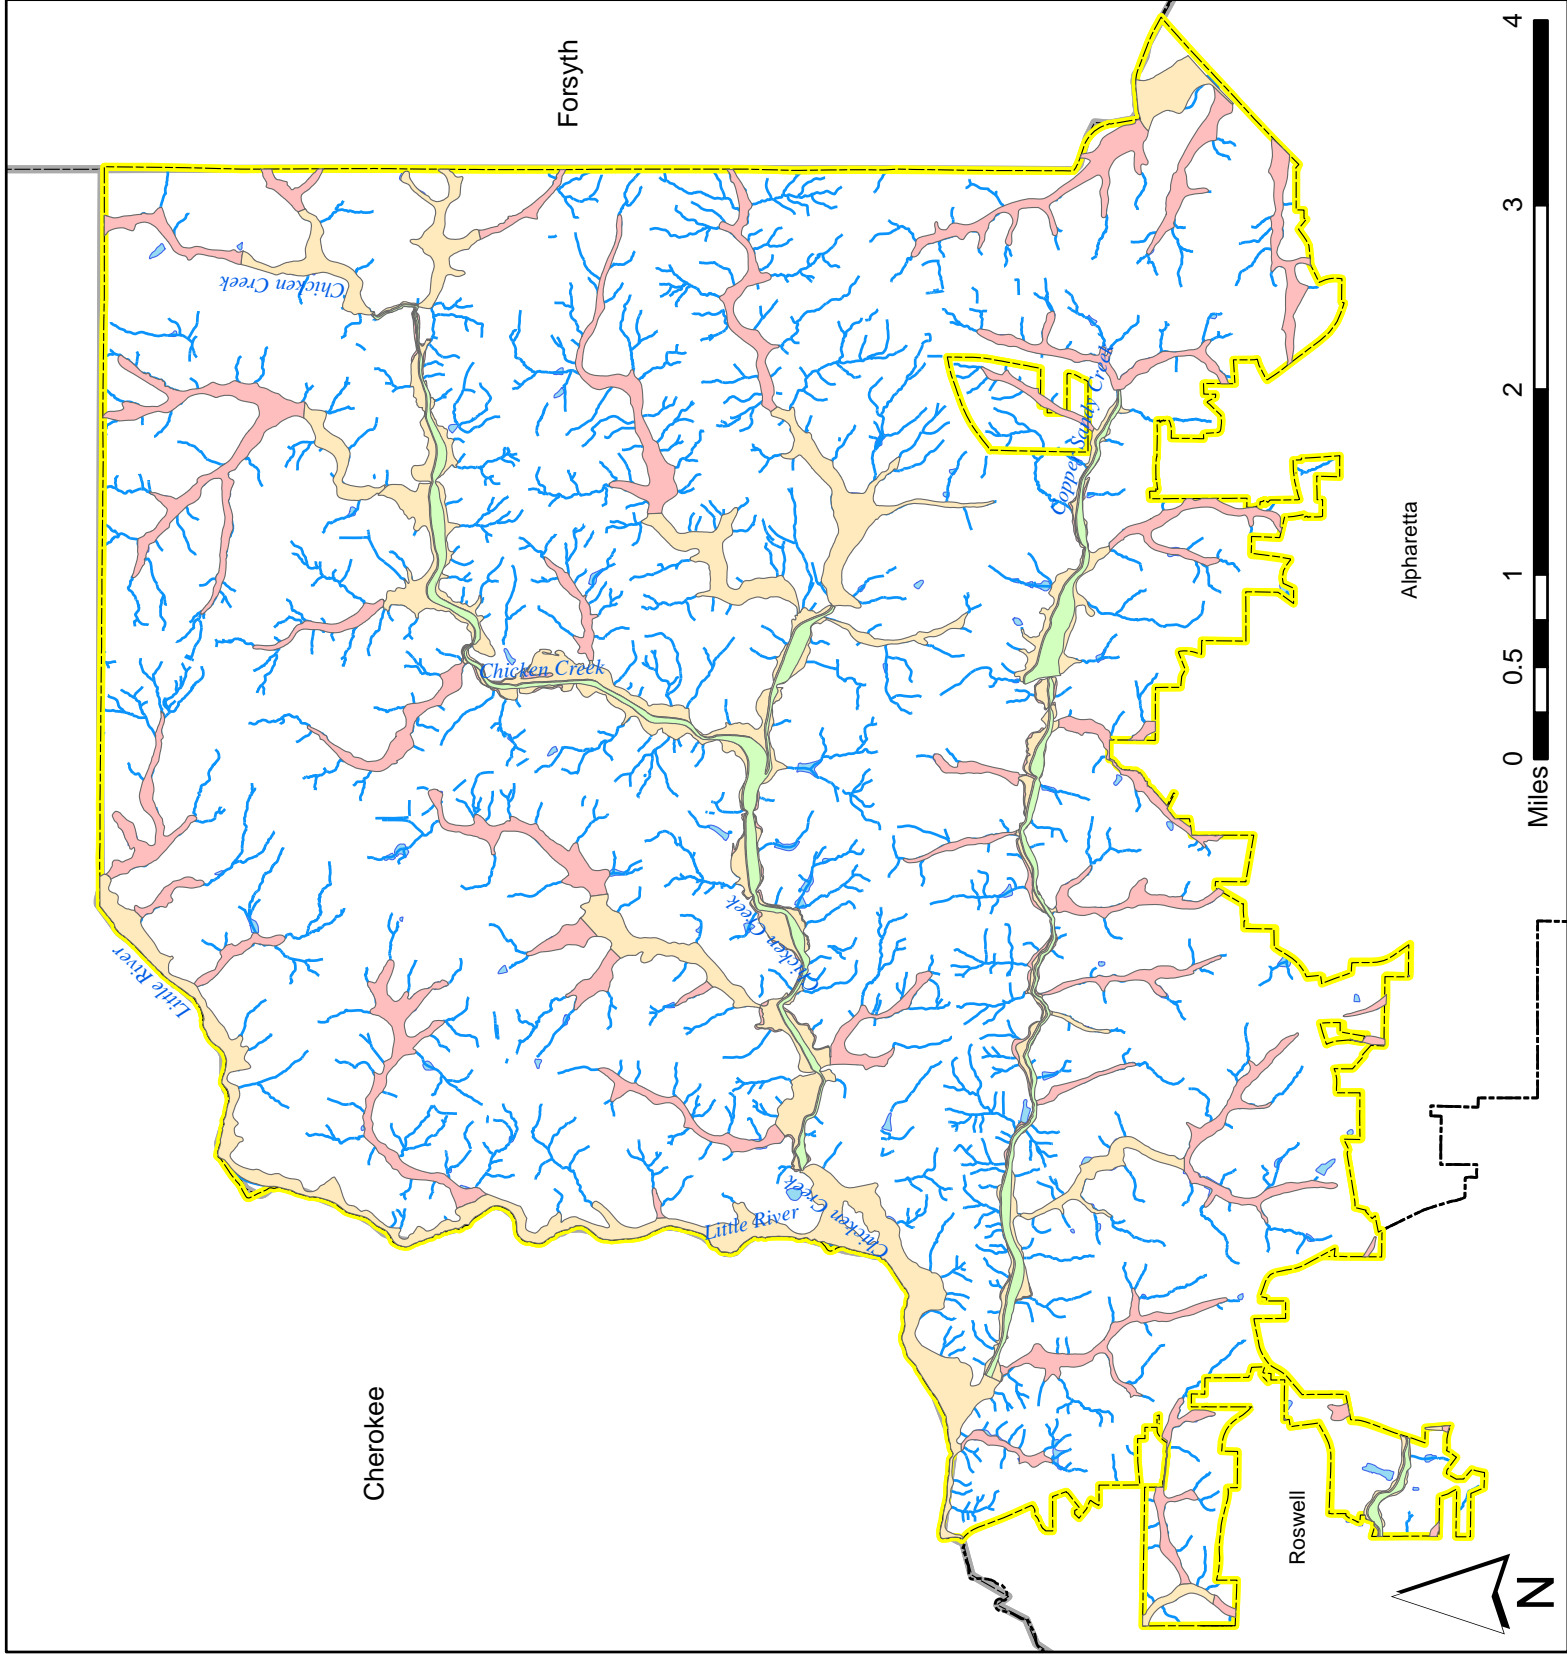 Forsyth
Chicken Creek
Copper Sandy Creek
Chicken Creek
Little River
Chicken Creek
Little River
Chicken Creek
Cherokee
Alpharetta
Roswell
N
Miles
0 0.5 1 2 3 4